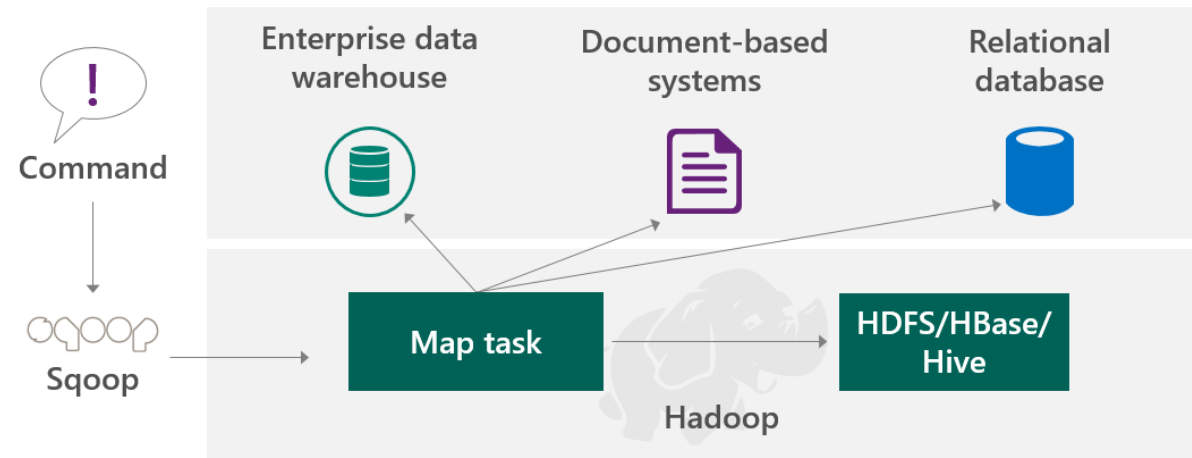 Enterprise data
warehouse
Document-based
systems
Relational
database
!
Command
sqoop
Sqoop
Map task
HDFS/HBase/
Hive
Hadoop